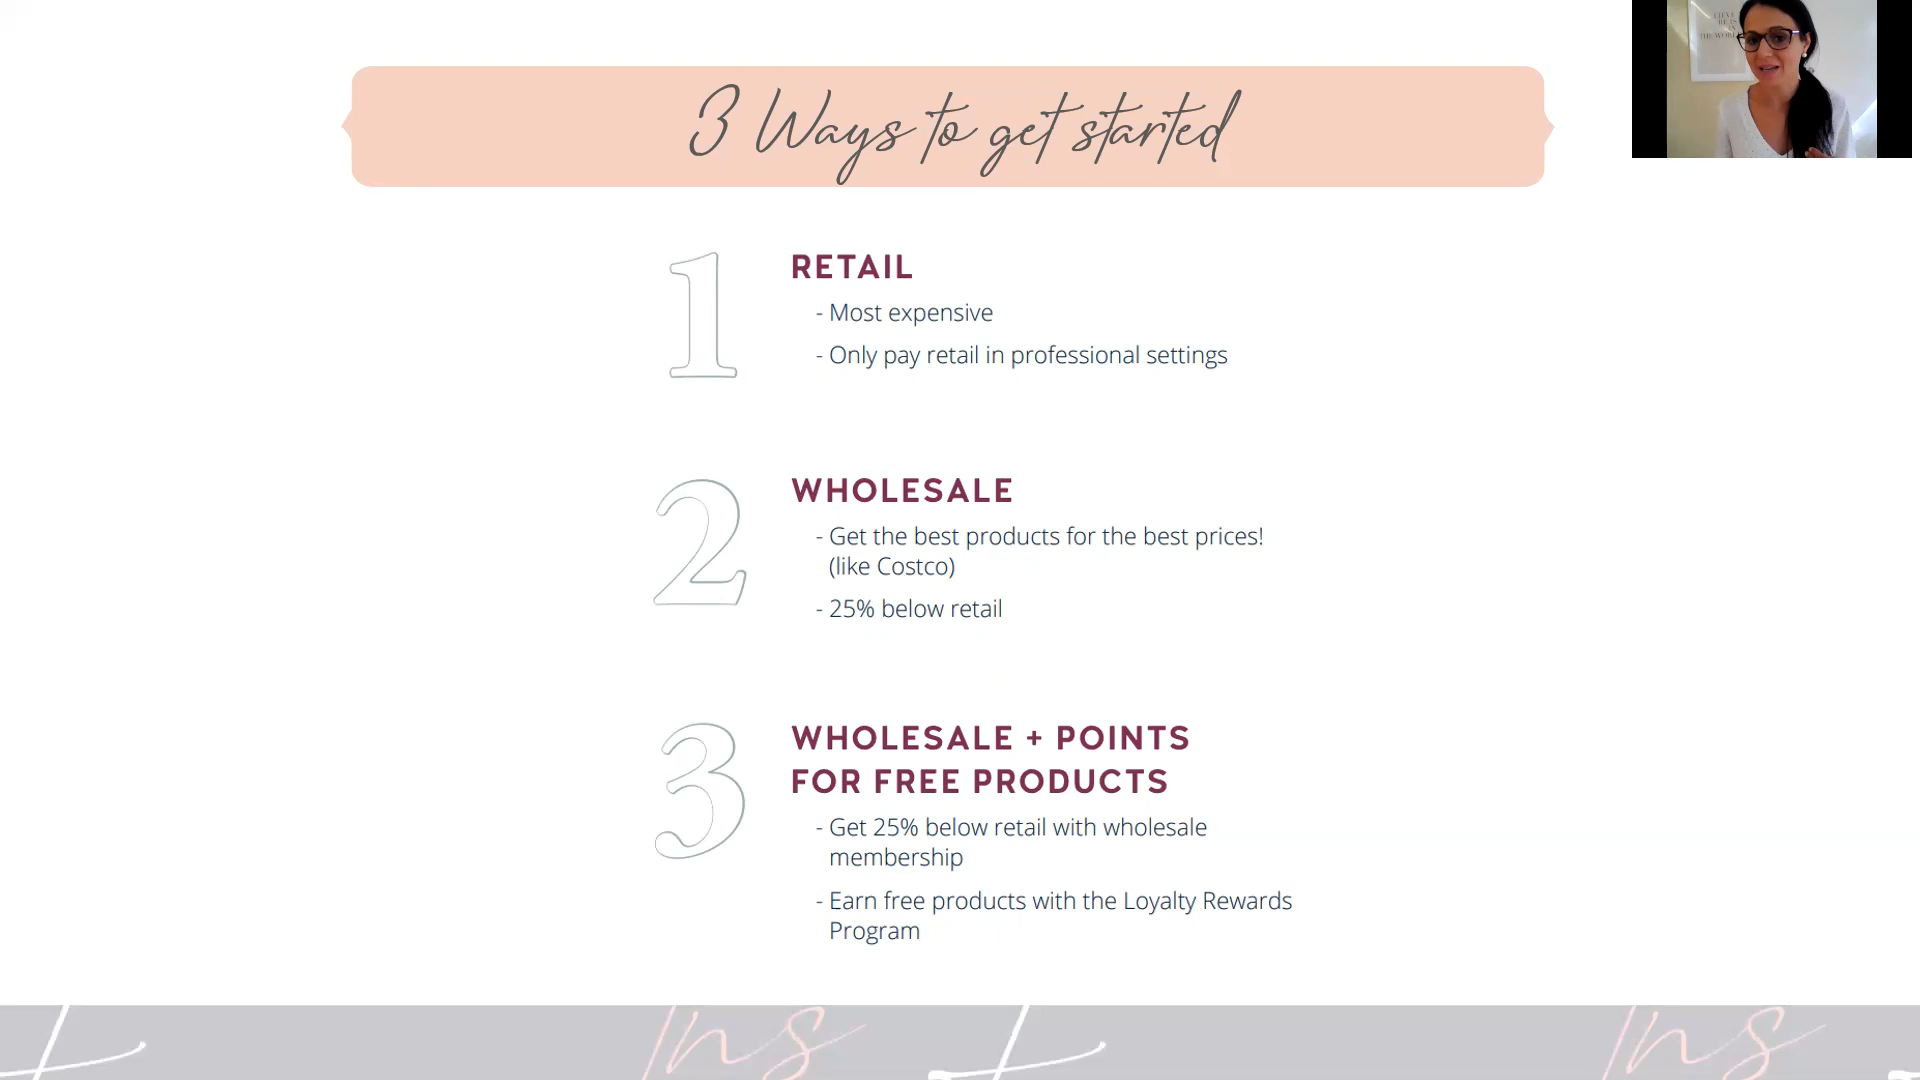 3 Ways to get started
1
RETAIL
- Most expensive
- Only pay retail in professional settings
2
WHOLESALE
- Get the best products for the best prices!
(like Costco)
- 25% below retail
3
WHOLESALE + POINTS
FOR FREE PRODUCTS
- Get 25% below retail with wholesale
membership
- Earn free products with the Loyalty Rewards
Program